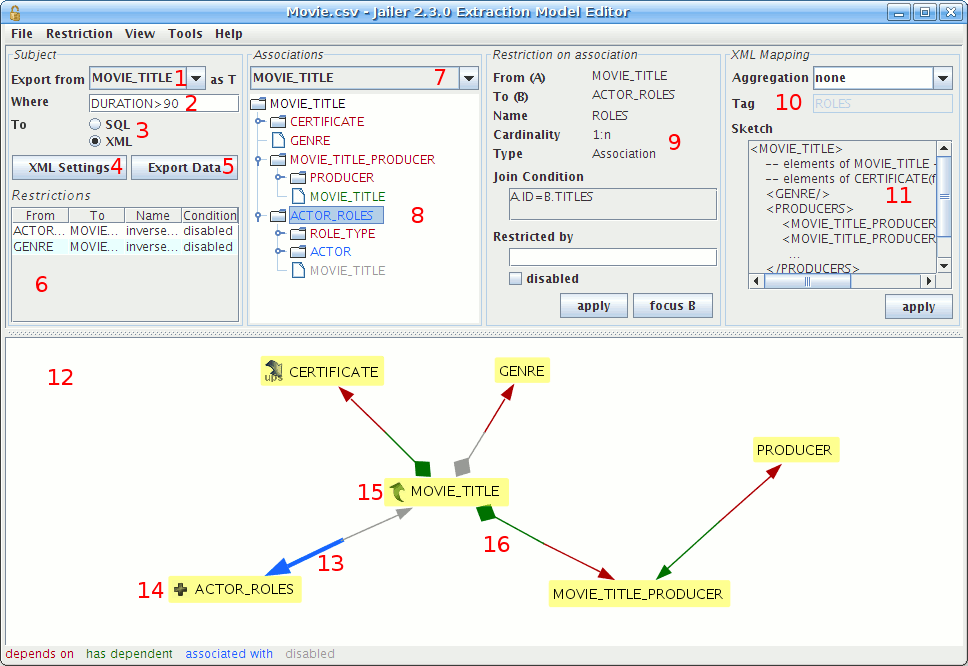 Movie.csv - Jailer 2.3.0 Extraction Model Editor
File Restriction View Tools Help
Subject
Export from MOVIE_TITLE 1 as T
Where DURATION>90 2
To SQL 3
XML
XML Settings 4 Export Data 5
Restrictions
From To Name Condition
ACTOR... MOVIE... inverse... disabled
GENRE MOVIE... inverse... disabled
6
Associations
MOVIE_TITLE 7
MOVIE_TITLE
CERTIFICATE
GENRE
MOVIE_TITLE_PRODUCER
PRODUCER
MOVIE_TITLE
ACTOR_ROLES 8
ROLE_TYPE
ACTOR
MOVIE_TITLE
Restriction on association
From (A) MOVIE_TITLE
To (B) ACTOR_ROLES
Name ROLES
Cardinality 1:n 9
Type Association
Join Condition
A.ID=B.TITLES
Restricted by
disabled
apply focus B
XML Mapping
Aggregation none
Tag 10 ROLES
Sketch
<MOVIE_TITLE>
-- elements of MOVIE_TITLE
-- elements of CERTIFICATE(f
<GENRE/> 11
<PRODUCERS>
<MOVIE_TITLE_PRODUCER
<MOVIE_TITLE_PRODUCER
...
</PRODUCERS>
apply
12
ups CERTIFICATE
GENRE
PRODUCER
15 MOVIE_TITLE
16
13
14 ACTOR_ROLES
MOVIE_TITLE_PRODUCER
depends on has dependent associated with disabled